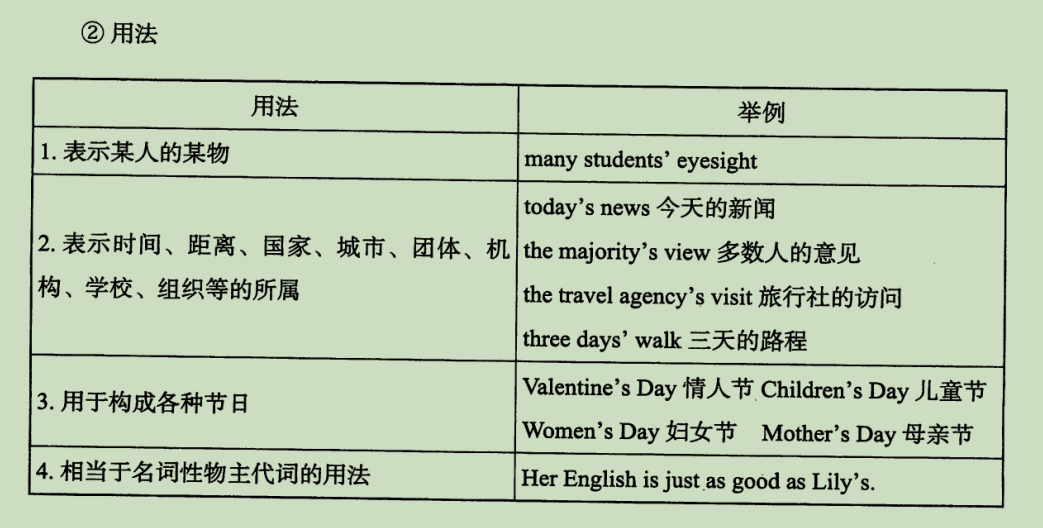 ② 用法
用法
举例
1. 表示某人的某物
many students’ eyesight
2. 表示时间、距离、国家、城市、团体、机
构、学校、组织等的所属
today’s news 今天的新闻
the majority’s view 多数人的意见
the travel agency’s visit 旅行社的访问
three days’ walk 三天的路程
3. 用于构成各种节日
Valentine’s Day 情人节 Children’s Day 儿童节
Women’s Day 妇女节 Mother’s Day 母亲节
4. 相当于名词性物主代词的用法
Her English is just as good as Lily’s.